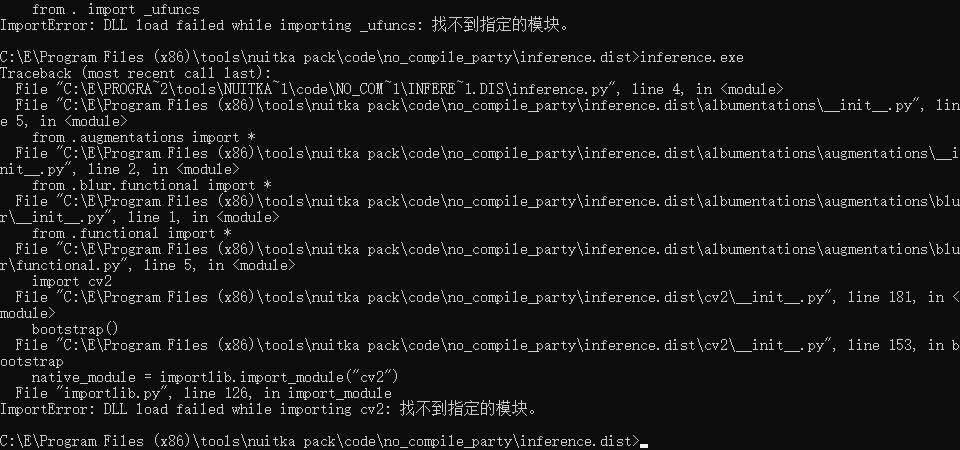 from . import _ufuncs
ImportError: DLL load failed while importing _ufuncs: 找不到指定的模块。
C:\E\Program Files (x86)\tools\nuitka pack\code\no_compile_party\inference.dist>inference.exe
Traceback (most recent call last):
  File "C:\E\PROGRA~2\tools\NUITKA~1\code\NO_COM~1\INFERE~1.DIS\inference.py", line 4, in <module>
  File "C:\E\Program Files (x86)\tools\nuitka pack\code\no_compile_party\inference.dist\albumentations\__init__.py", lin
e 5, in <module>
    from .augmentations import *
  File "C:\E\Program Files (x86)\tools\nuitka pack\code\no_compile_party\inference.dist\albumentations\augmentations\__i
nit__.py", line 2, in <module>
    from .blur.functional import *
  File "C:\E\Program Files (x86)\tools\nuitka pack\code\no_compile_party\inference.dist\albumentations\augmentations\blu
r\__init__.py", line 1, in <module>
    from .functional import *
  File "C:\E\Program Files (x86)\tools\nuitka pack\code\no_compile_party\inference.dist\albumentations\augmentations\blu
r\functional.py", line 5, in <module>
    import cv2
  File "C:\E\Program Files (x86)\tools\nuitka pack\code\no_compile_party\inference.dist\cv2\__init__.py", line 181, in <
module>
    bootstrap()
  File "C:\E\Program Files (x86)\tools\nuitka pack\code\no_compile_party\inference.dist\cv2\__init__.py", line 153, in b
ootstrap
    native_module = importlib.import_module("cv2")
  File "importlib.py", line 126, in import_module
ImportError: DLL load failed while importing cv2: 找不到指定的模块。
C:\E\Program Files (x86)\tools\nuitka pack\code\no_compile_party\inference.dist>